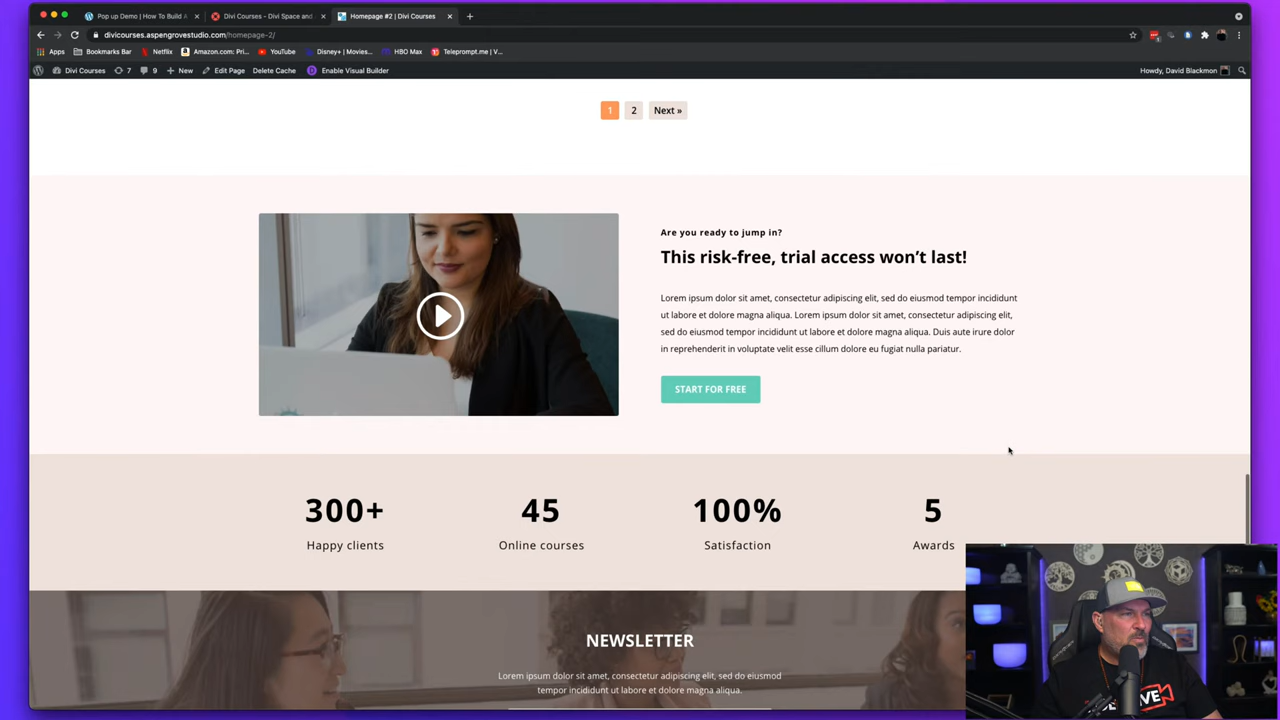 Pop up Demo | How To Build A
Divi Courses - Divi Space and
Homepage #2 | Divi Courses
divicourses.aspengrovestudio.com/homepage-2/
Apps
Bookmarks Bar
Netflix
Amazon.com: Pri...
YouTube
Disney+ | Movies...
HBO Max
Teleprompt.me | V...
Divi Courses
7
9
New
Edit Page
Delete Cache
Enable Visual Builder
Howdy, David Blackmon
1
2
Next »
Are you ready to jump in?
This risk-free, trial access won't last!
Lorem ipsum dolor sit amet, consectetur adipiscing elit, sed do eiusmod tempor incididunt
ut labore et dolore magna aliqua. Lorem ipsum dolor sit amet, consectetur adipiscing elit,
sed do eiusmod tempor incididunt ut labore et dolore magna aliqua. Duis aute irure dolor
in reprehenderit in voluptate velit esse cillum dolore eu fugiat nulla pariatur.
START FOR FREE
300+
45
100%
5
Happy clients
Online courses
Satisfaction
Awards
NEWSLETTER
Lorem ipsum dolor sit amet, consectetur adipiscing elit, sed do eiusmod
tempor incididunt ut labore et dolore magna aliqua.